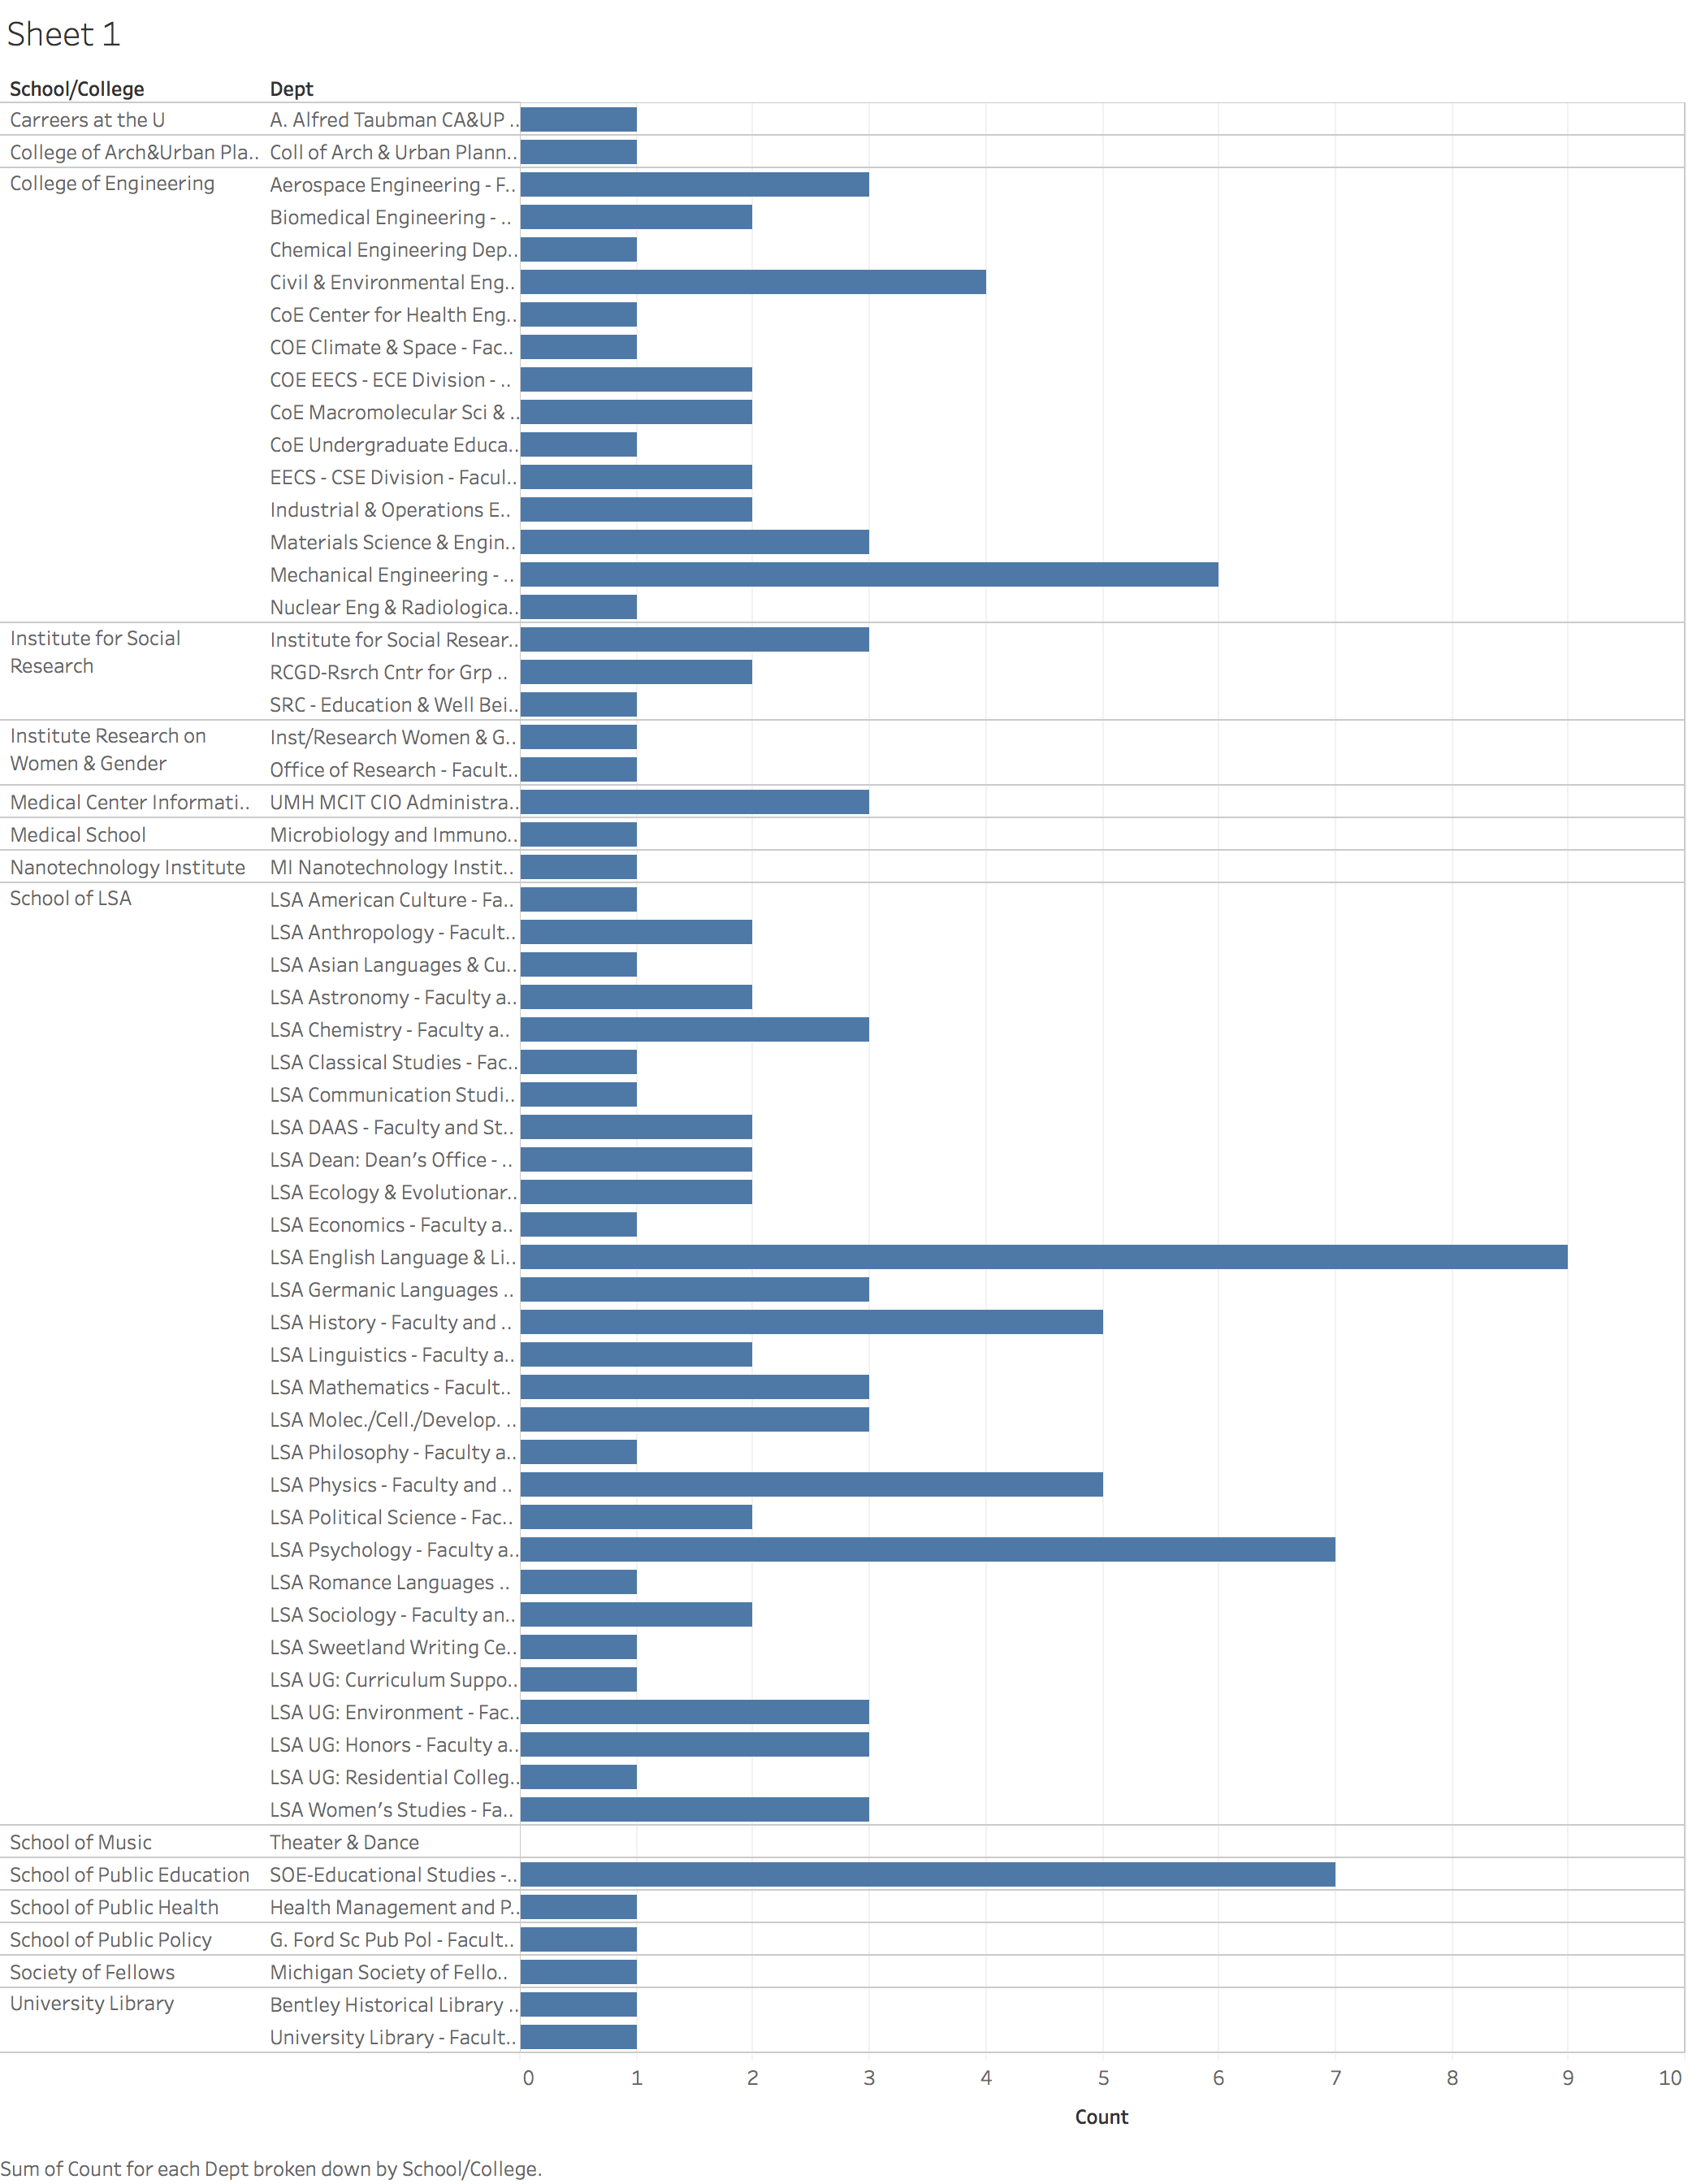 Sheet 1
School/College Dept
Carreers at the U A. Alfred Taubman CA&UP ..
College of Arch&Urban Pla.. Coll of Arch & Urban Plann..
College of Engineering Aerospace Engineering - F..
Biomedical Engineering - ..
Chemical Engineering Dep..
Civil & Environmental Eng..
CoE Center for Health Eng..
COE Climate & Space - Fac..
COE EECS - ECE Division - ..
CoE Macromolecular Sci & ..
CoE Undergraduate Educa..
EECS - CSE Division - Facul..
Industrial & Operations E..
Materials Science & Engin..
Mechanical Engineering - ..
Nuclear Eng & Radiologica..
Institute for Social Institute for Social Resear..
Research RCGD-Rsrch Cntr for Grp ..
SRC - Education & Well Bei..
Institute Research on Inst/Research Women & G..
Women & Gender Office of Research - Facult..
Medical Center Informati.. UMH MCIT CIO Administra..
Medical School Microbiology and Immuno..
Nanotechnology Institute MI Nanotechnology Instit..
School of LSA LSA American Culture - Fa..
LSA Anthropology - Facult..
LSA Asian Languages & Cu..
LSA Astronomy - Faculty a..
LSA Chemistry - Faculty a..
LSA Classical Studies - Fac..
LSA Communication Studi..
LSA DAAS - Faculty and St..
LSA Dean: Dean’s Office - ..
LSA Ecology & Evolutionar..
LSA Economics - Faculty a..
LSA English Language & Li..
LSA Germanic Languages ..
LSA History - Faculty and ..
LSA Linguistics - Faculty a..
LSA Mathematics - Facult..
LSA Molec./Cell./Develop. ..
LSA Philosophy - Faculty a..
LSA Physics - Faculty and ..
LSA Political Science - Fac..
LSA Psychology - Faculty a..
LSA Romance Languages ..
LSA Sociology - Faculty an..
LSA Sweetland Writing Ce..
LSA UG: Curriculum Suppo..
LSA UG: Environment - Fac..
LSA UG: Honors - Faculty a..
LSA UG: Residential Colleg..
LSA Women’s Studies - Fa..
School of Music Theater & Dance
School of Public Education SOE-Educational Studies -..
School of Public Health Health Management and P..
School of Public Policy G. Ford Sc Pub Pol - Facult..
Society of Fellows Michigan Society of Fello..
University Library Bentley Historical Library ..
University Library - Facult..
0 1 2 3 4 5 6 7 8 9 10
Count
Sum of Count for each Dept broken down by School/College.